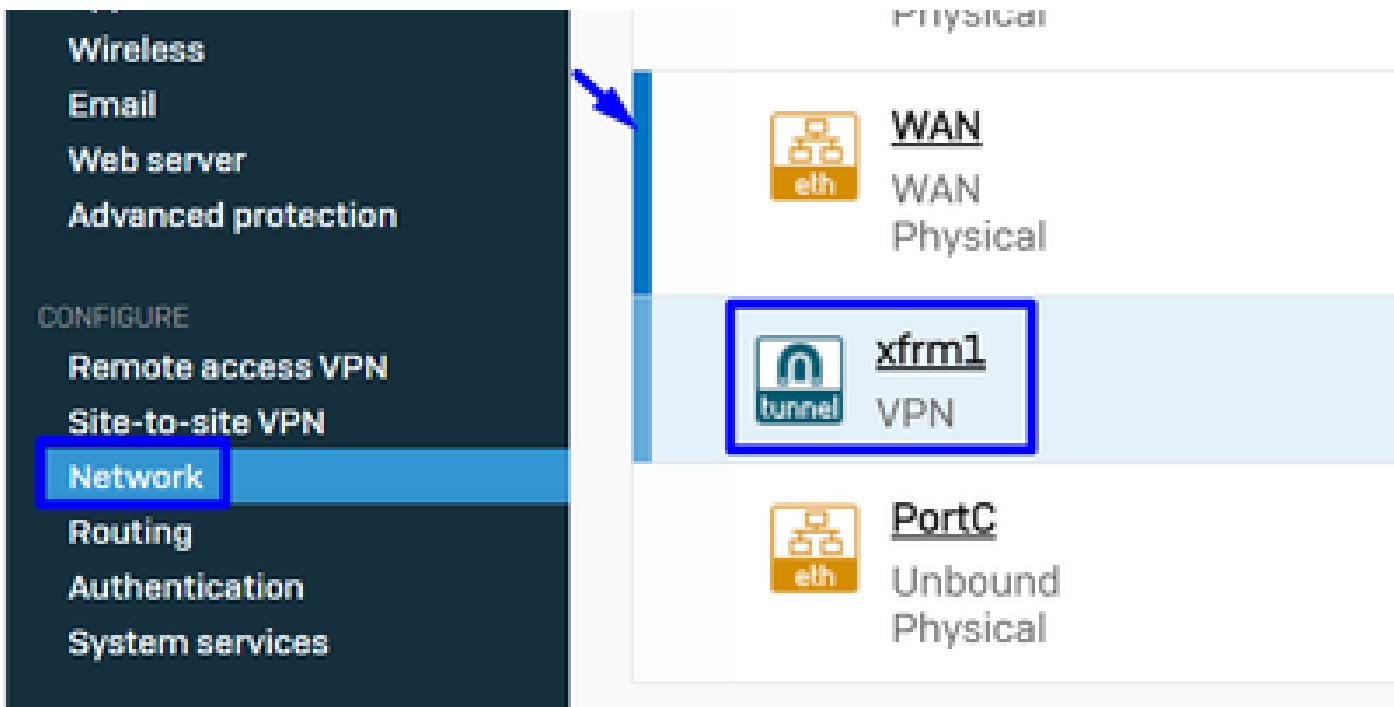 Wireless
Email
Web server
Advanced protection
CONFIGURE
Remote access VPN
Site-to-site VPN
Network
Routing
Authentication
System services
Physical
eth
WAN
WAN
Physical
tunnel
xfrm1
VPN
eth
PortC
Unbound
Physical